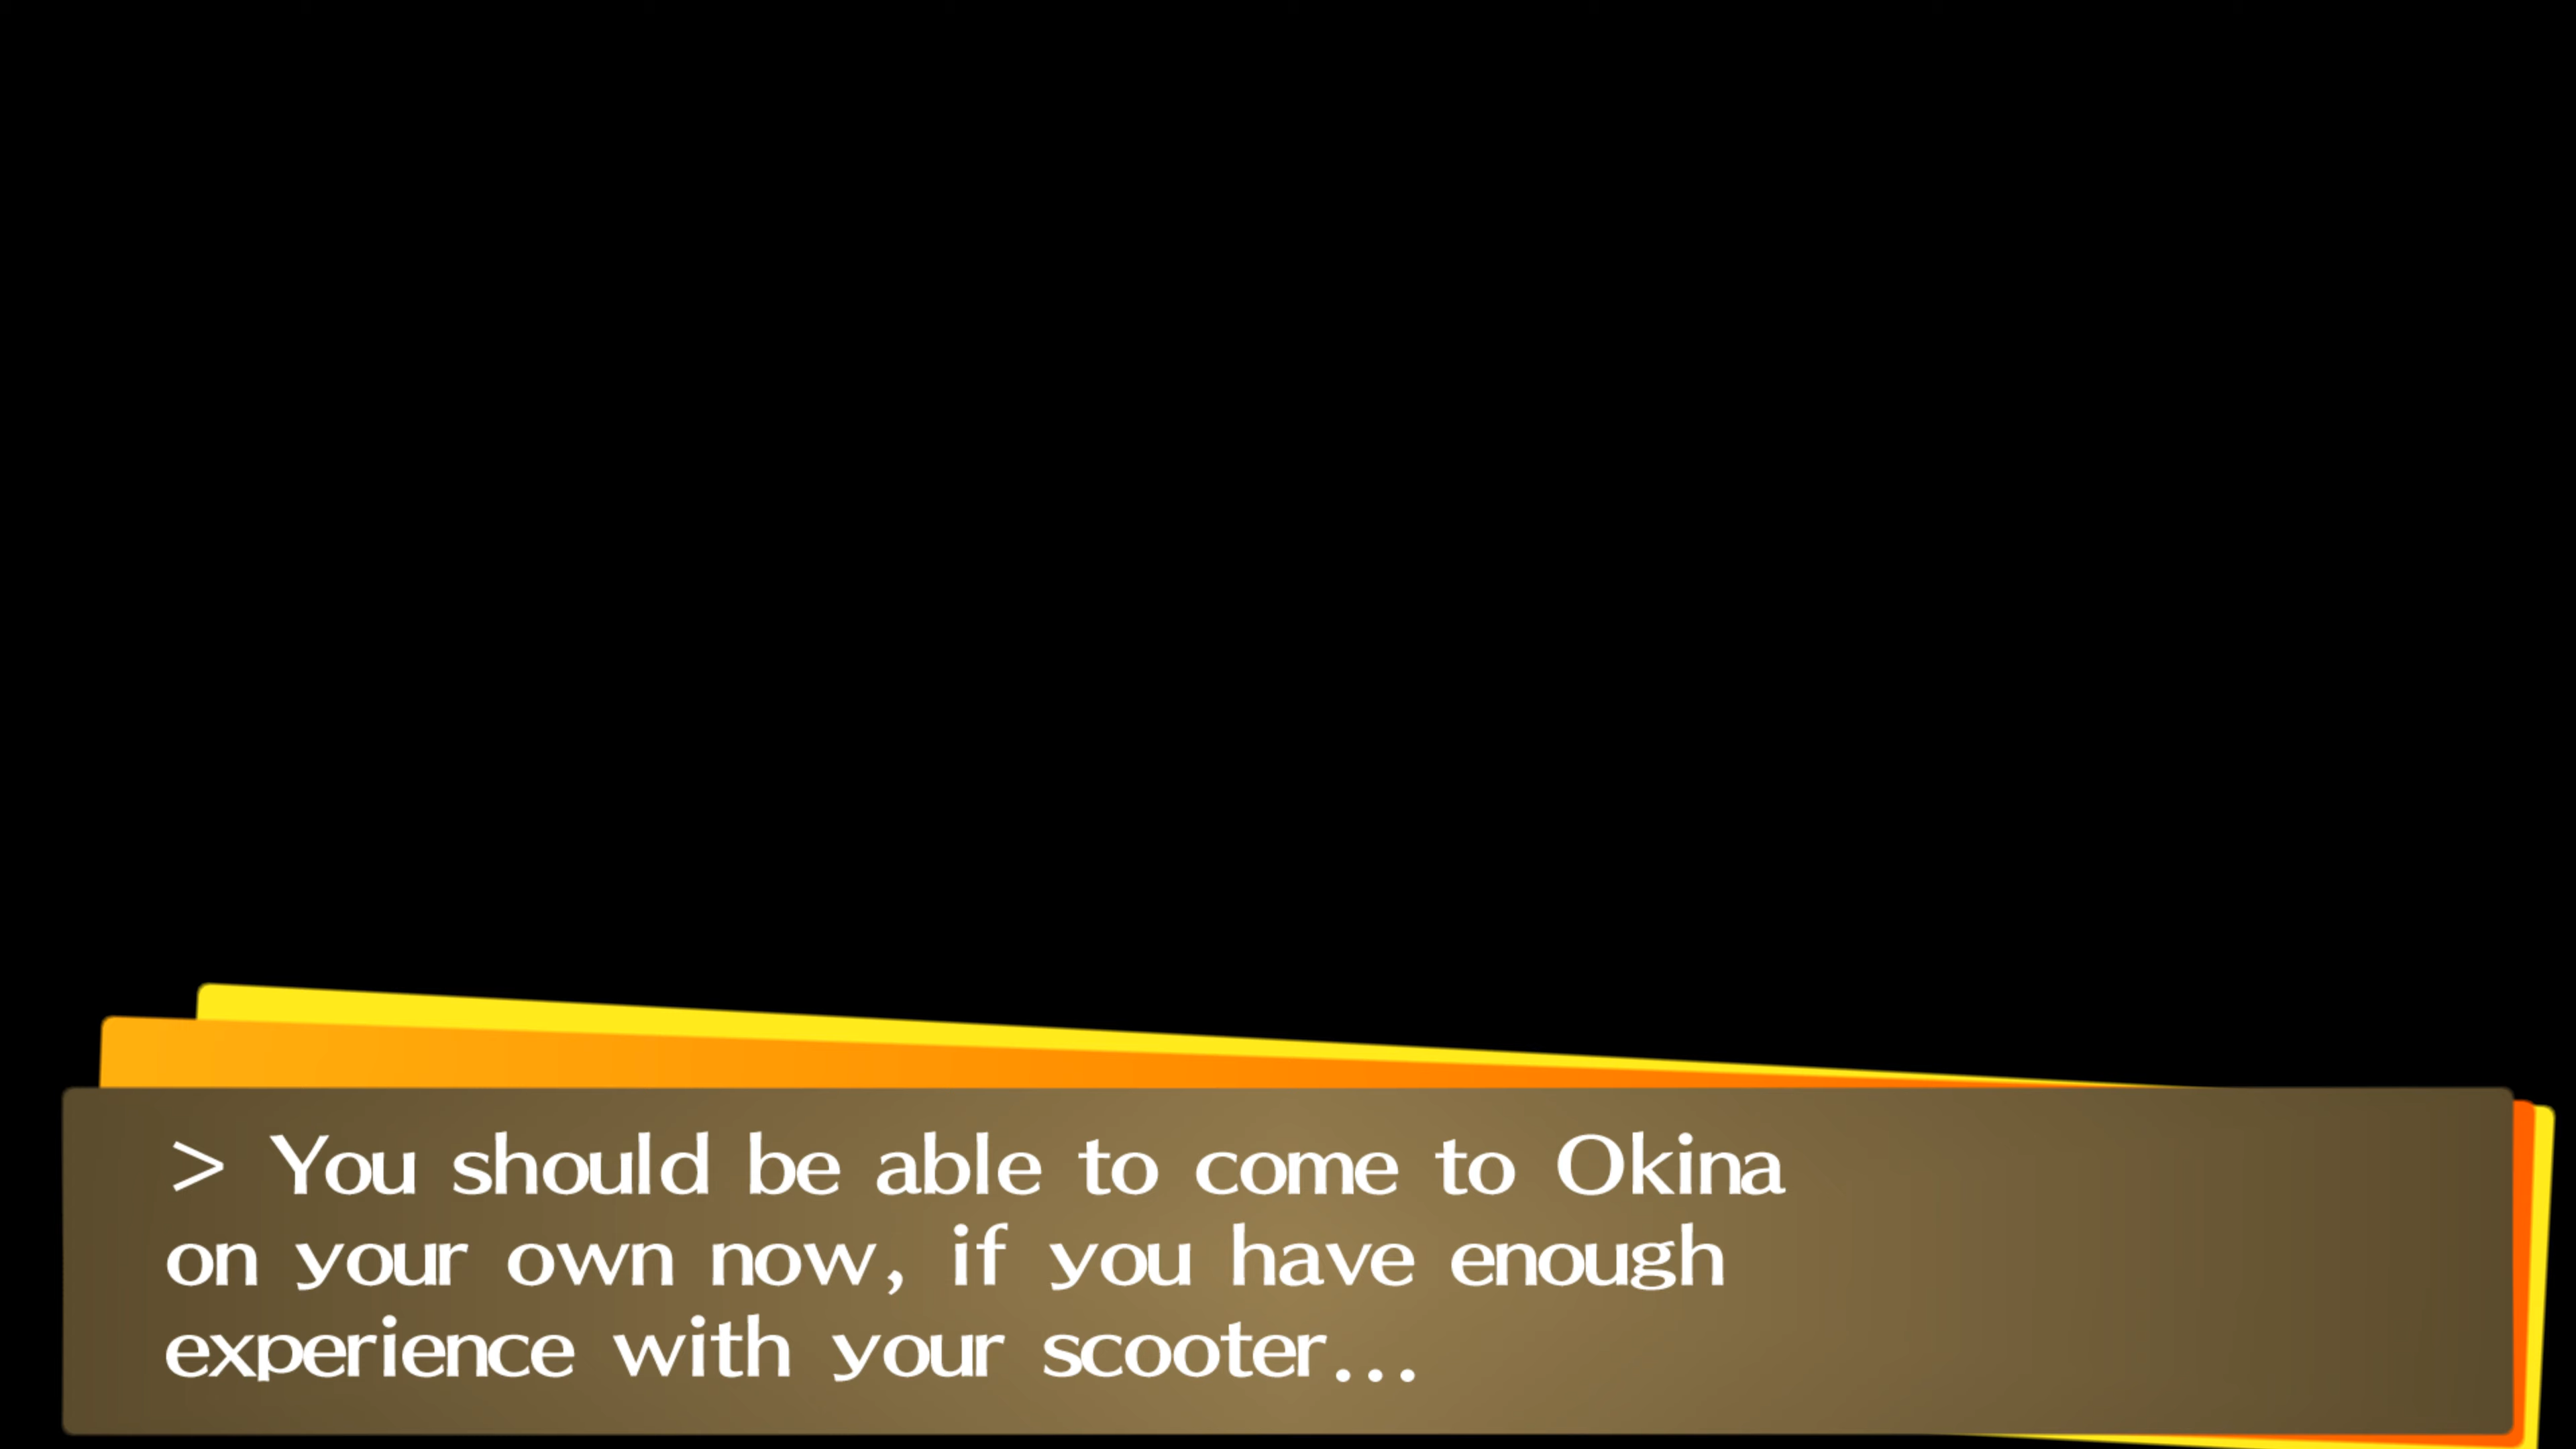 > You should be able to come to Okina
on your own now, if you have enough
experience with your scooter...